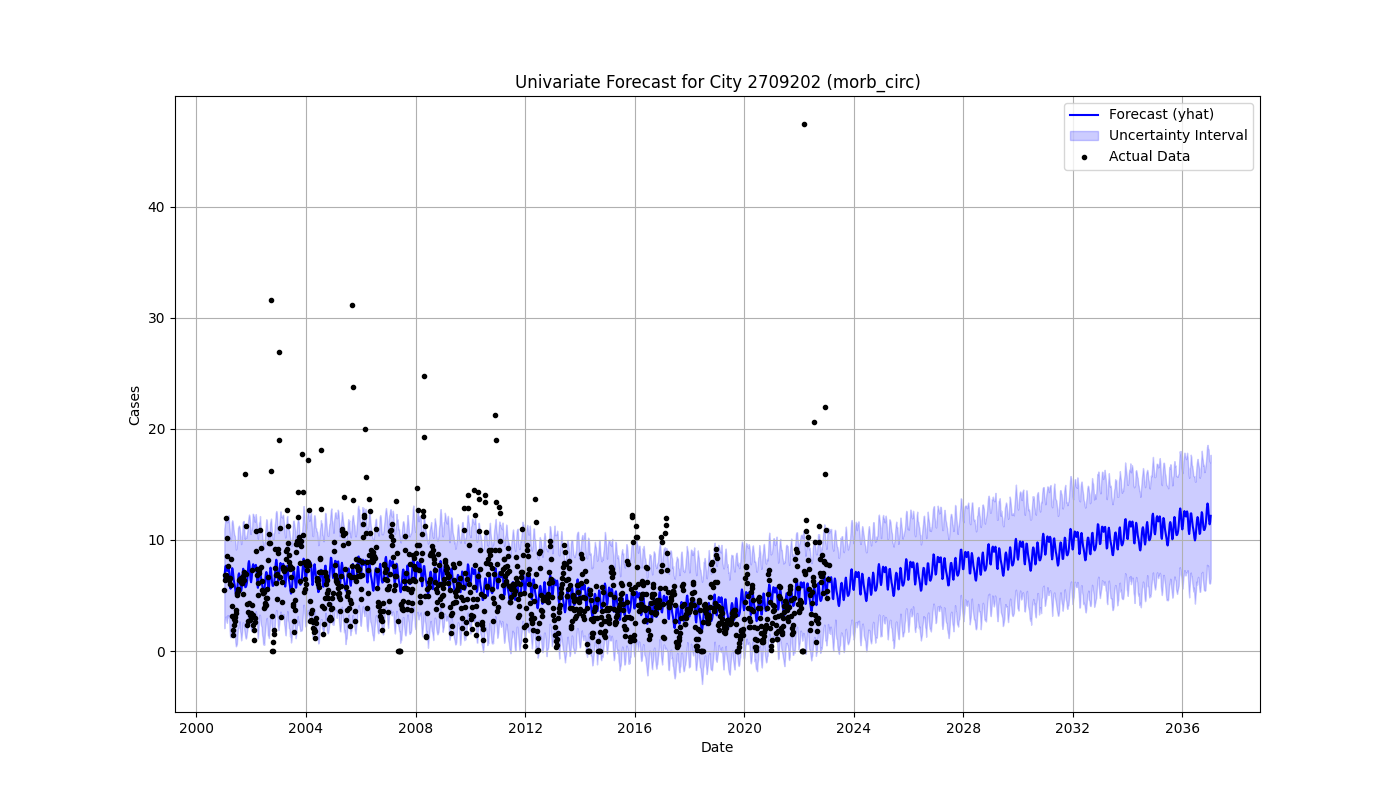 Univariate Forecast for City 2709202 (morb_circ)
Forecast (yhat)
Uncertainty Interval
Actual Data
Cases
40
30
20
10
0
2000 2004 2008 2012 2016 2020 2024 2028 2032 2036
Date